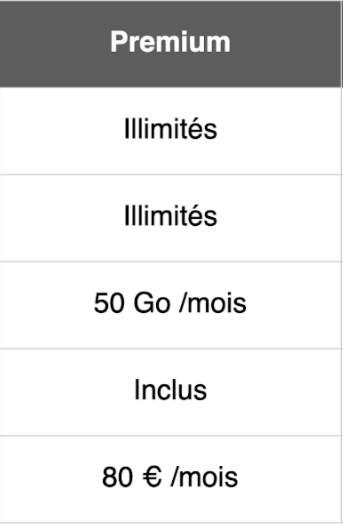 Premium
Illimités
Illimités
50 Go /mois
Inclus
80 € /mois